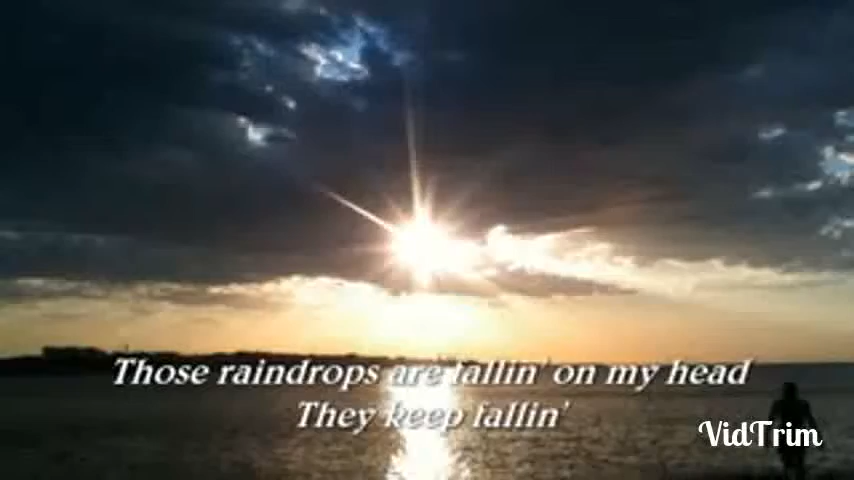 Those raindrops are fallin' on my head
They keep fallin'
VidTrim